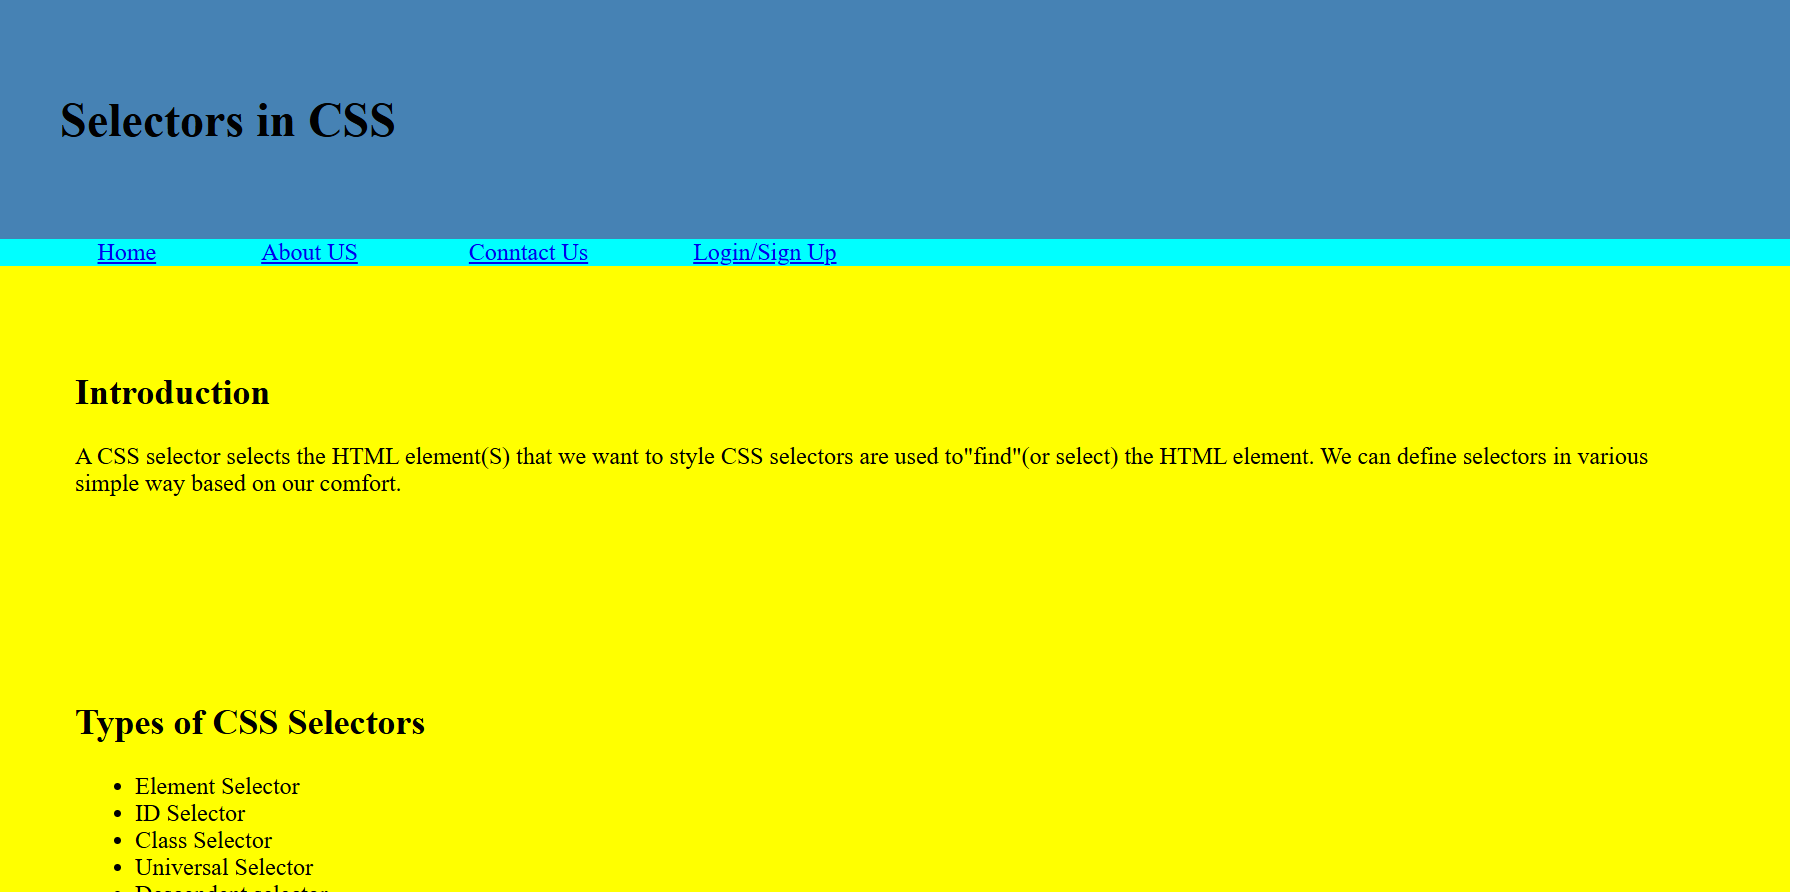 Selectors in CSS
Home About US Conntact Us Login/Sign Up
Introduction
A CSS selector selects the HTML element(S) that we want to style CSS selectors are used to"find"(or select) the HTML element. We can define selectors in various
simple way based on our comfort.
Types of CSS Selectors
• Element Selector
• ID Selector
• Class Selector
• Universal Selector
• Descendent selector